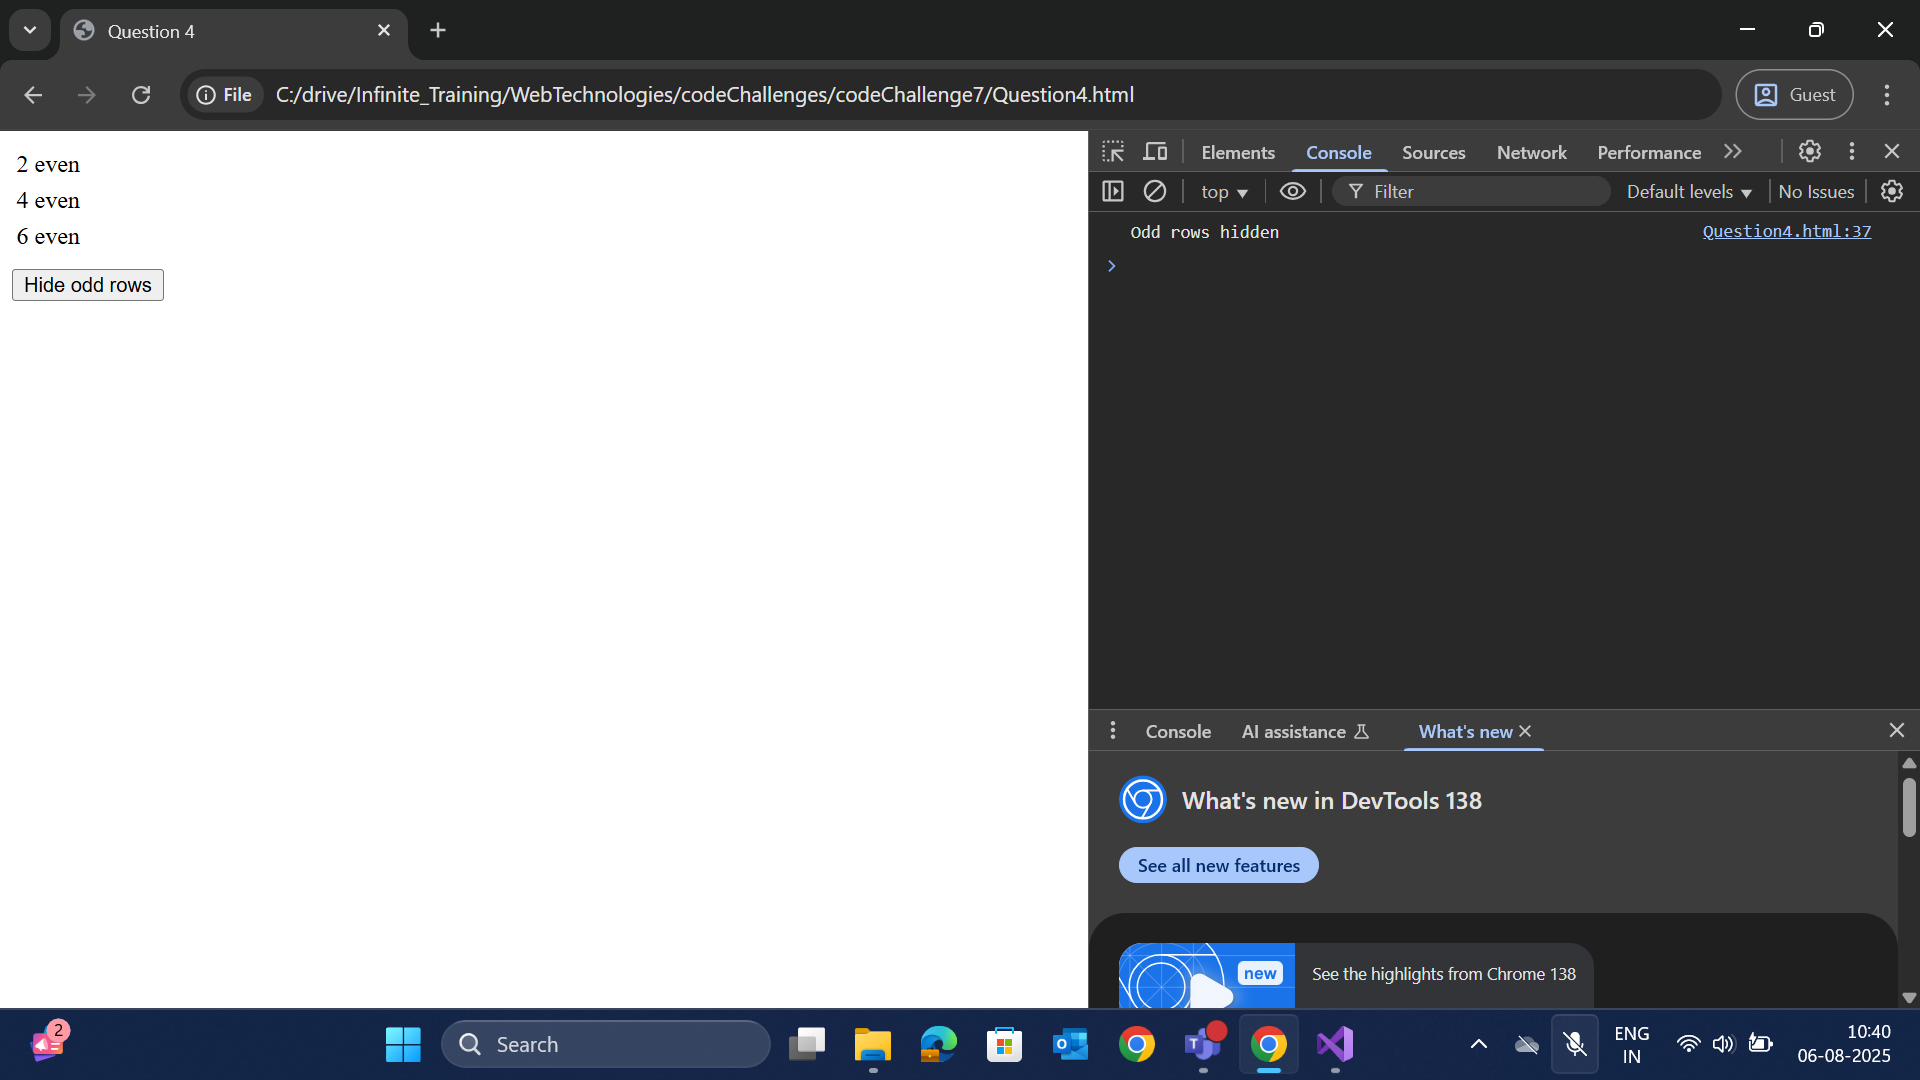 Question 4
File
C:/drive/Infinite_Training/WebTechnologies/codeChallenges/codeChallenge7/Question4.html
Guest
2 even
4 even
6 even
Hide odd rows
Elements Console Sources Network Performance
top Filter Default levels No Issues
Odd rows hidden Question4.html:37
Console AI assistance What's new
What's new in DevTools 138
See all new features
new
See the highlights from Chrome 138
2
Search
ENG
IN
10:40
06-08-2025